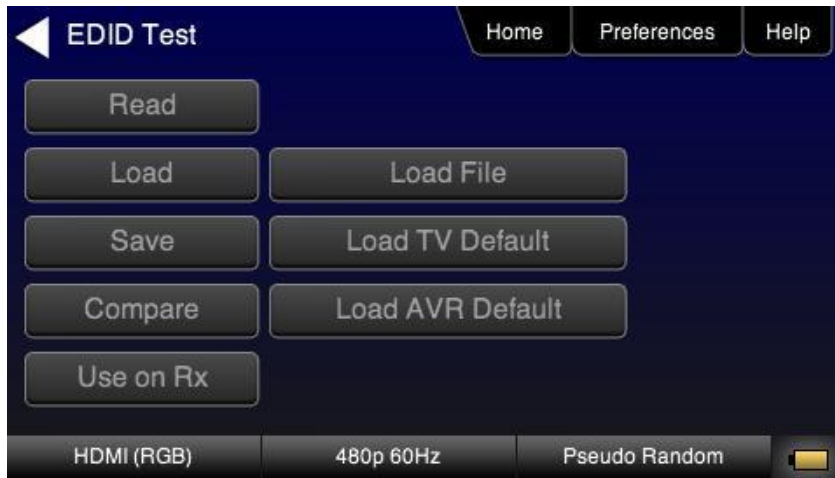 EDID Test
Home
Preferences
Help
Read
Load
Load File
Save
Load TV Default
Compare
Load AVR Default
Use on Rx
HDMI (RGB)
480p 60Hz
Pseudo Random